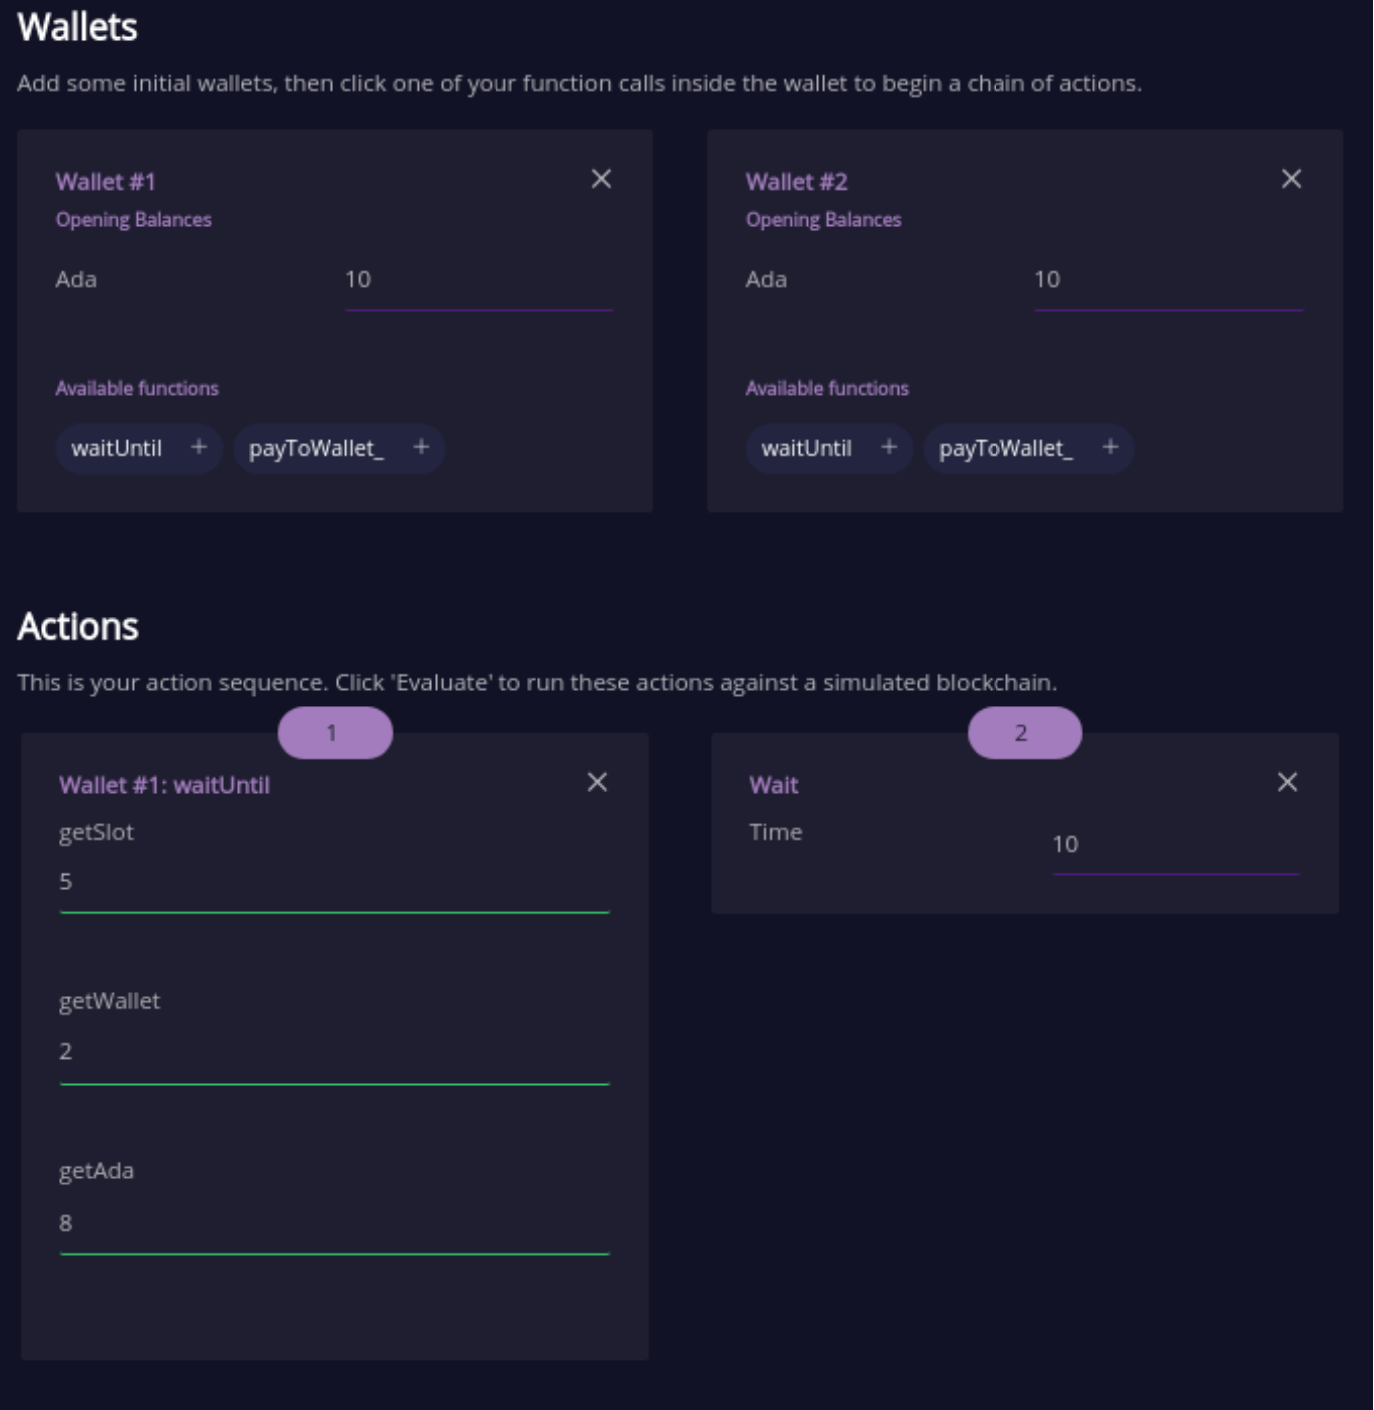 Wallets
Add some initial wallets, then click one of your function calls inside the wallet to begin a chain of actions.
Wallet #1
Opening Balances
Ada 10
Available functions
waitUntil + payToWallet_ +
Wallet #2
Opening Balances
Ada 10
Available functions
waitUntil + payToWallet_ +
Actions
This is your action sequence. Click 'Evaluate' to run these actions against a simulated blockchain.
1
Wallet #1: waitUntil
getSlot
5
getWallet
2
getAda
8
2
Wait
Time 10